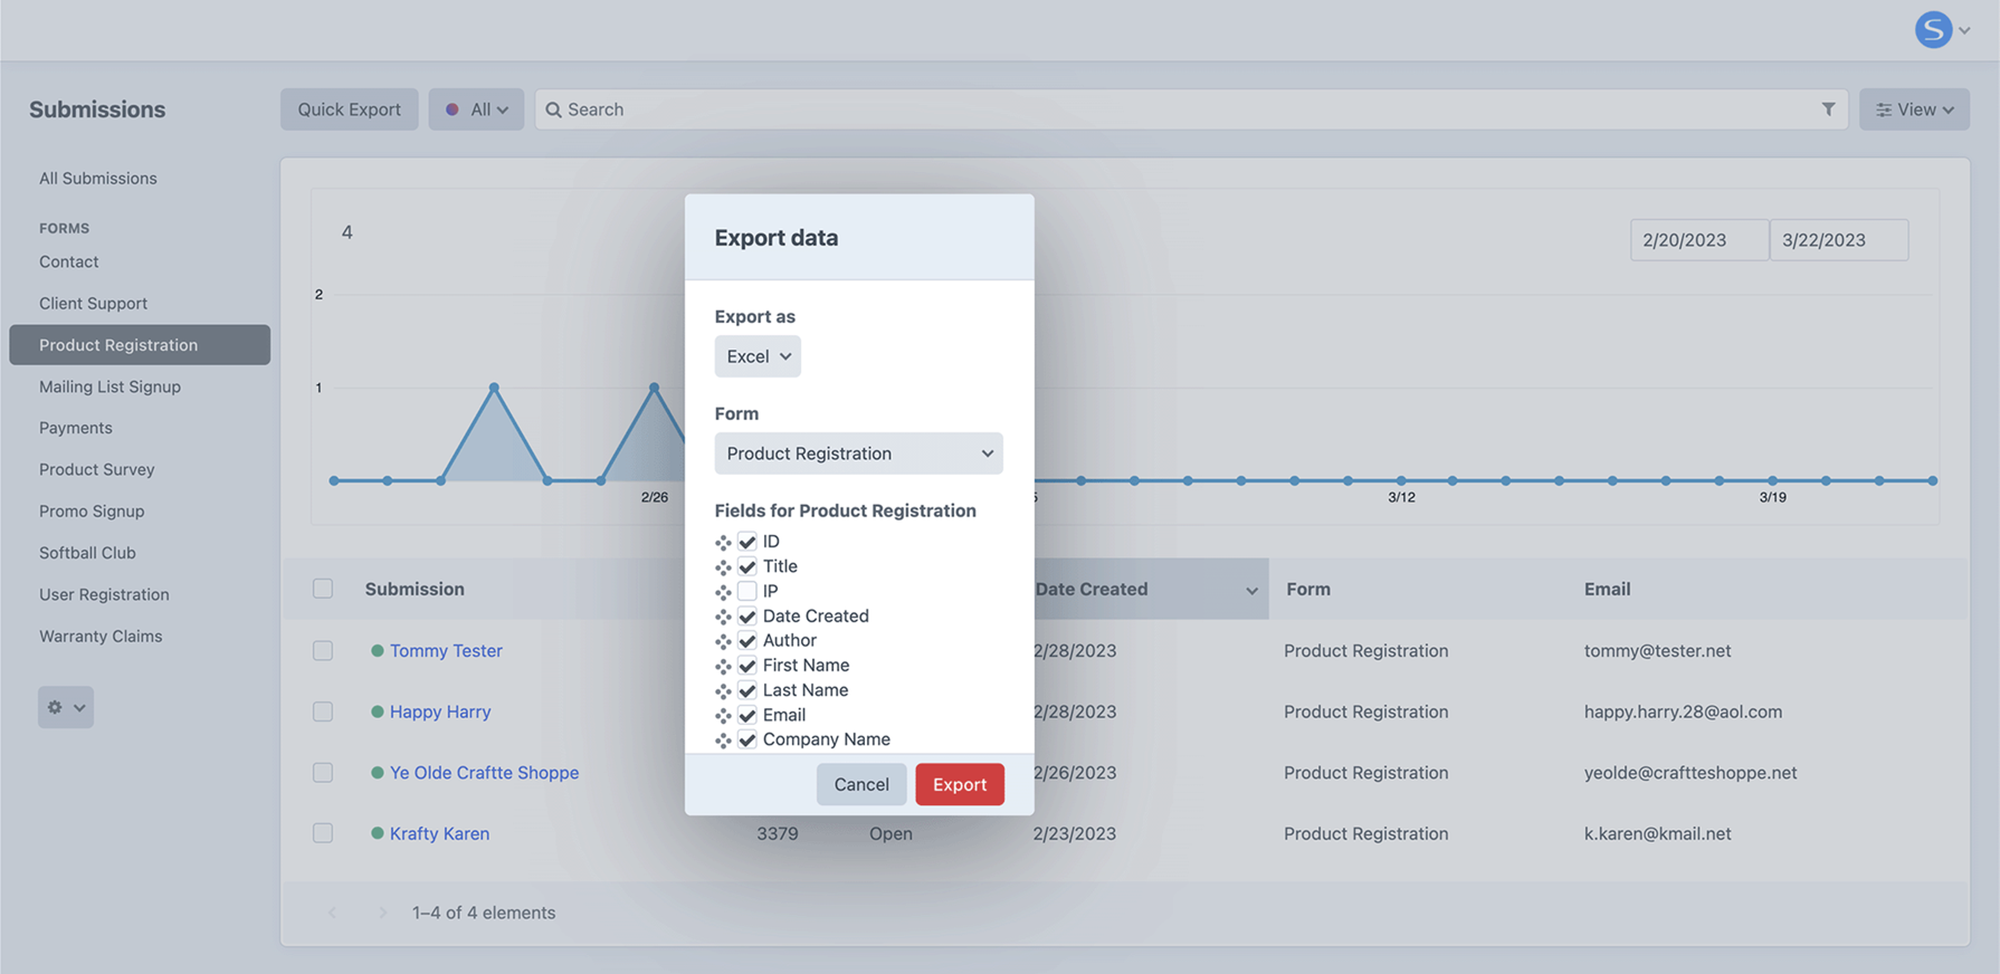 S
Submissions
Quick Export
All
Search
View
All Submissions
FORMS
Contact
Client Support
Product Registration
Mailing List Signup
Payments
Product Survey
Promo Signup
Softball Club
User Registration
Warranty Claims
4
2/20/2023
3/22/2023
2
1
2/26
3/12
3/19
Export data
Export as
Excel
Form
Product Registration
Fields for Product Registration
ID
Title
IP
Date Created
Author
First Name
Last Name
Email
Company Name
Cancel
Export
Submission Date Created Form Email
Tommy Tester 2/28/2023 Product Registration tommy@tester.net
Happy Harry 2/28/2023 Product Registration happy.harry.28@aol.com
Ye Olde Craftte Shoppe 2/26/2023 Product Registration yeolde@craftteshoppe.net
Krafty Karen 3379 Open 2/23/2023 Product Registration k.karen@kmail.net
1–4 of 4 elements